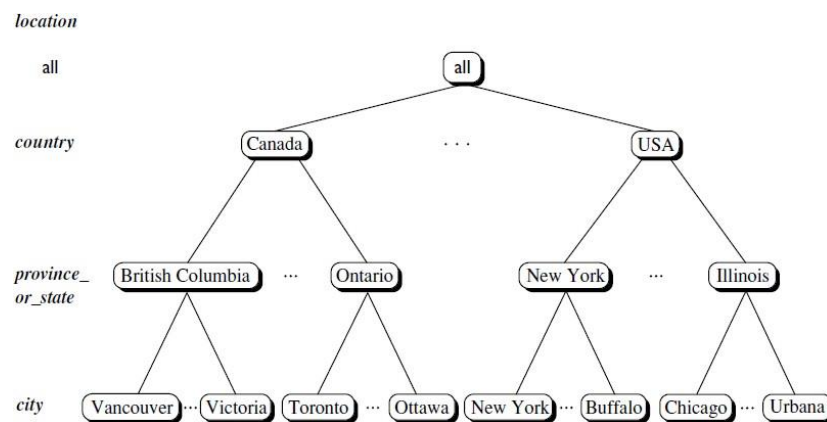 location
all all
country Canada ... USA
province_ British Columbia ... Ontario New York ... Illinois
or_state
city Vancouver ... Victoria Toronto ... Ottawa New York ... Buffalo Chicago ... Urbana